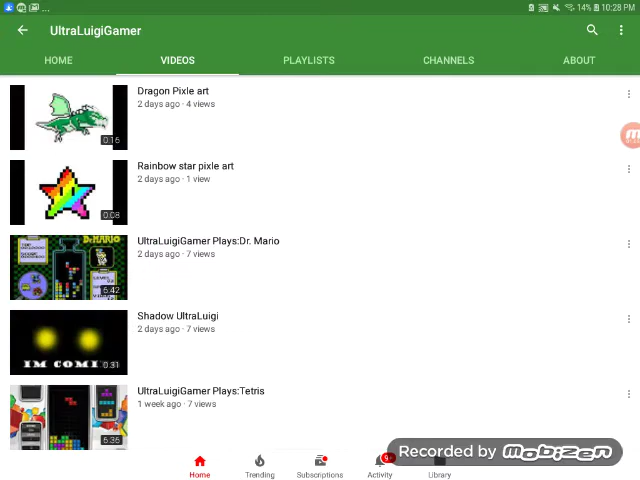 14% 10:28 PM
UltraLuigiGamer
HOME VIDEOS PLAYLISTS CHANNELS ABOUT
Dragon Pixle art
2 days ago · 4 views
0:16
Rainbow star pixle art
2 days ago · 1 view
0:08
UltraLuigiGamer Plays:Dr. Mario
2 days ago · 7 views
DR.MARIO
5:42
Shadow UltraLuigi
2 days ago · 7 views
IM COMI
0:31
UltraLuigiGamer Plays:Tetris
1 week ago · 7 views
5:35
Recorded by MOBIZEN
9+
Home Trending Subscriptions Activity Library